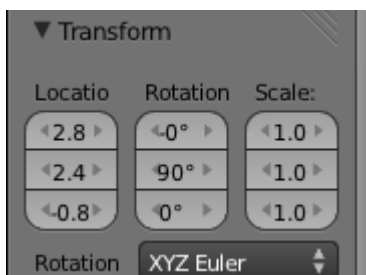 Transform
Locatio Rotation Scale:
2.8 -0° 1.0
2.4 90° 1.0
-0.8 0° 1.0
Rotation XYZ Euler